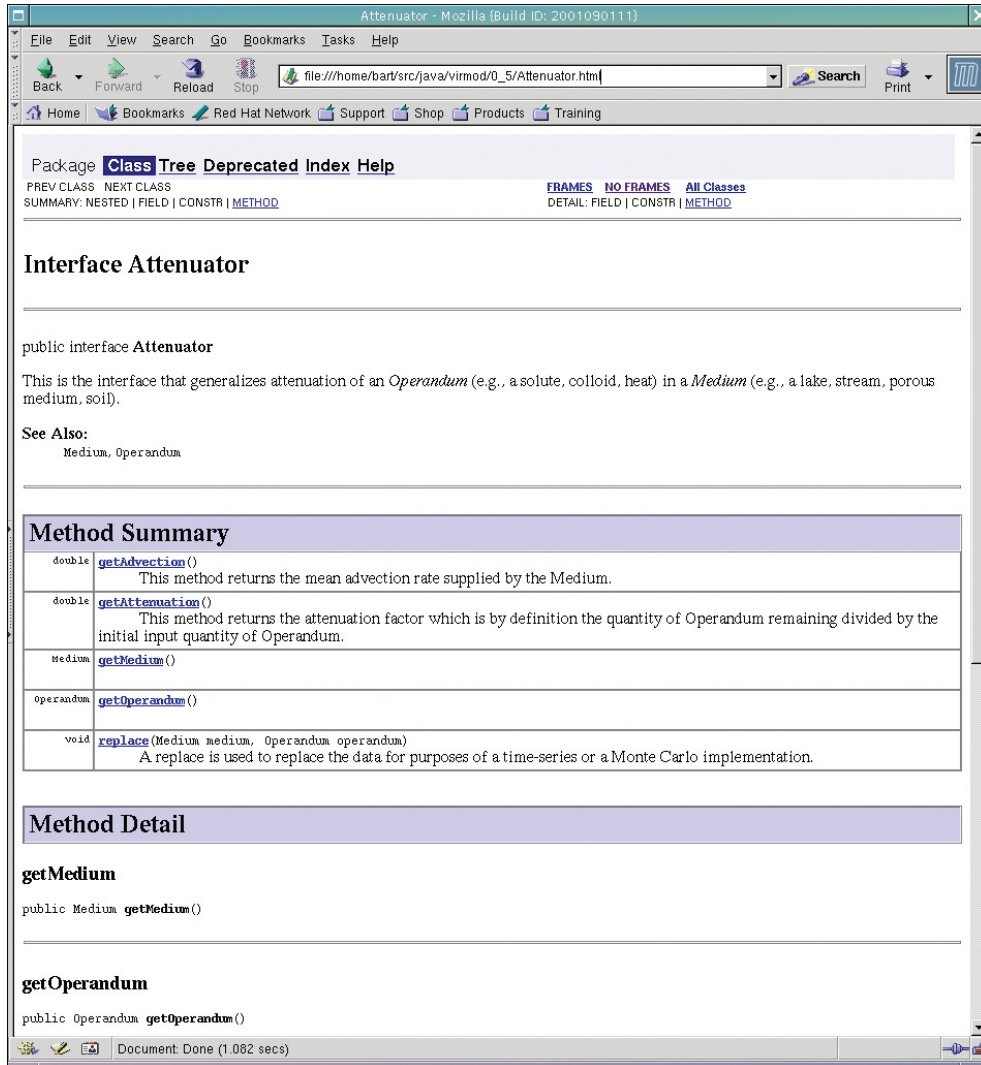 Attenuator - Mozilla {Build ID: 2001090111}
File Edit View Search Go Bookmarks Tasks Help
Back Forward Reload Stop file:///home/bart/src/java/virmod/0_5/Attenuator.html Search Print
Home Bookmarks Red Hat Network Support Shop Products Training
Package Class Tree Deprecated Index Help
PREV CLASS NEXT CLASS FRAMES NO FRAMES All Classes
SUMMARY: NESTED | FIELD | CONSTR | METHOD DETAIL: FIELD | CONSTR | METHOD
Interface Attenuator
public interface Attenuator
This is the interface that generalizes attenuation of an Operandum (e.g., a solute, colloid, heat) in a Medium (e.g., a lake, stream, porous
medium, soil).
See Also:
Medium, Operandum
Method Summary
double getAdvection()
This method returns the mean advection rate supplied by the Medium.
double getAttenuation()
This method returns the attenuation factor which is by definition the quantity of Operandum remaining divided by the
initial input quantity of Operandum.
Medium getMedium()
Operandum getOperandum()
void replace(Medium medium, Operandum operandum)
A replace is used to replace the data for purposes of a time-series or a Monte Carlo implementation.
Method Detail
getMedium
public Medium getMedium()
getOperandum
public Operandum getOperandum()
Document: Done (1.082 secs)